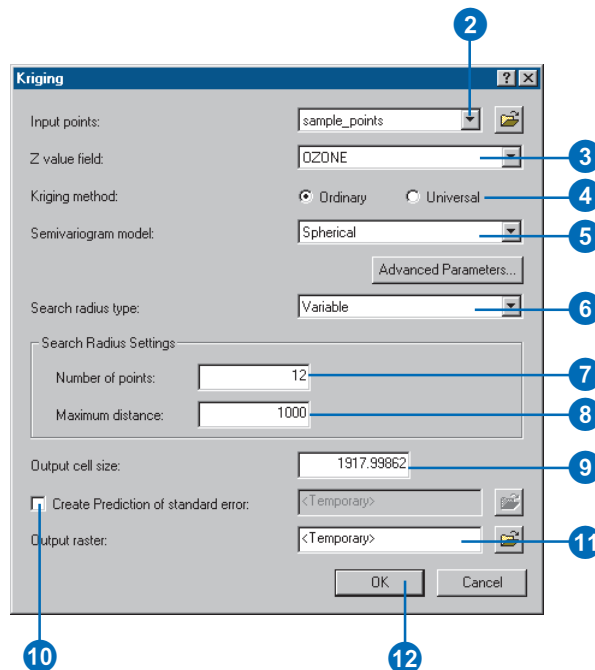 2
Kriging
Input points: sample_points
Z value field: OZONE 3
Kriging method: Ordinary Universal 4
Semivariogram model: Spherical 5
Advanced Parameters...
Search radius type: Variable 6
Search Radius Settings
Number of points: 12 7
Maximum distance: 1000 8
Output cell size: 1917.99862 9
Create Prediction of standard error: <Temporary>
Output raster: <Temporary> 11
OK Cancel
10 12